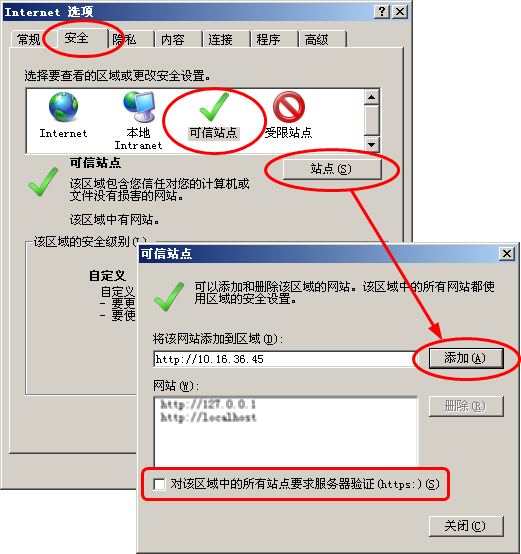 Internet 选项
常规 安全 隐私 内容 连接 程序 高级
选择要查看的区域或更改安全设置。
Internet 本地 Intranet 可信站点 受限站点
可信站点
该区域包含您信任对您的计算机或
文件没有损害的网站。
该区域中有网站。
站点(S)
该区域的安全级别(L)
自定义
自定义
- 要更
- 要使
可信站点
可以添加和删除该区域的网站。该区域中的所有网站都使
用区域的安全设置。
将该网站添加到区域(D):
http://10.16.36.45
添加(A)
网站(W):
http://127.0.0.1
http://localhost
删除(R)
对该区域中的所有站点要求服务器验证(https:)(S)
关闭(C)